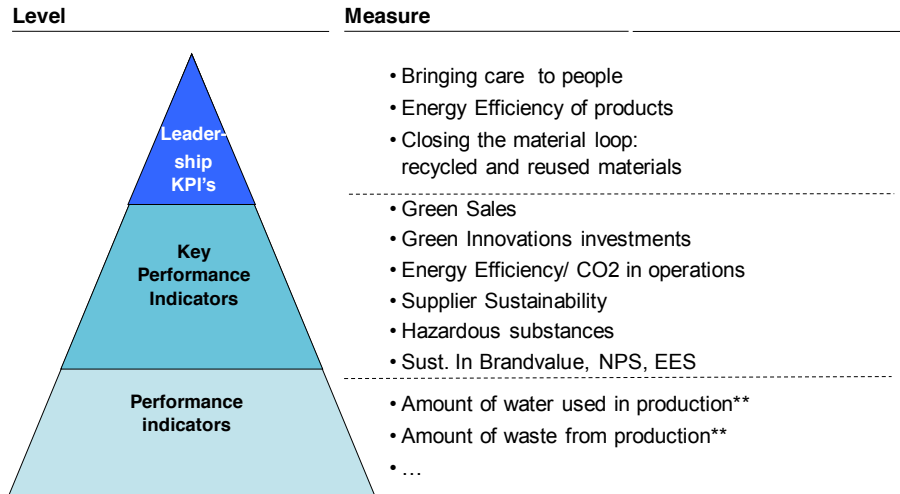 Level
Measure
Leader-
ship
KPI's
• Bringing care to people
• Energy Efficiency of products
• Closing the material loop:
recycled and reused materials
Key
Performance
Indicators
• Green Sales
• Green Innovations investments
• Energy Efficiency/ CO2 in operations
• Supplier Sustainability
• Hazardous substances
• Sust. In Brandvalue, NPS, EES
Performance
indicators
• Amount of water used in production**
• Amount of waste from production**
• …